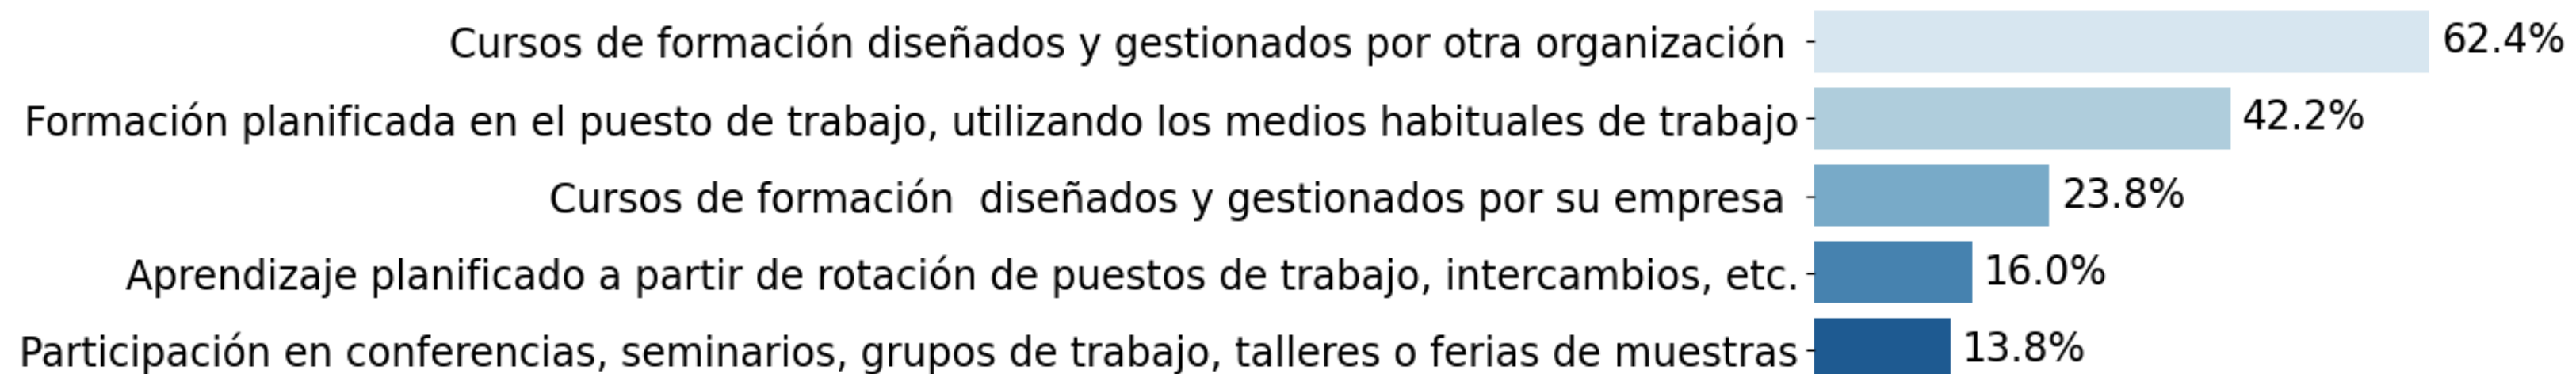 Cursos de formación diseñados y gestionados por otra organización 62.4%
Formación planificada en el puesto de trabajo, utilizando los medios habituales de trabajo 42.2%
Cursos de formación  diseñados y gestionados por su empresa 23.8%
Aprendizaje planificado a partir de rotación de puestos de trabajo, intercambios, etc. 16.0%
Participación en conferencias, seminarios, grupos de trabajo, talleres o ferias de muestras 13.8%